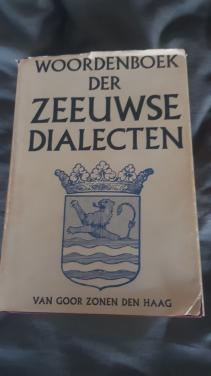 WOORDENBOEK
DER
ZEEUWSE
DIALECTEN
VAN GOOR ZONEN DEN HAAG